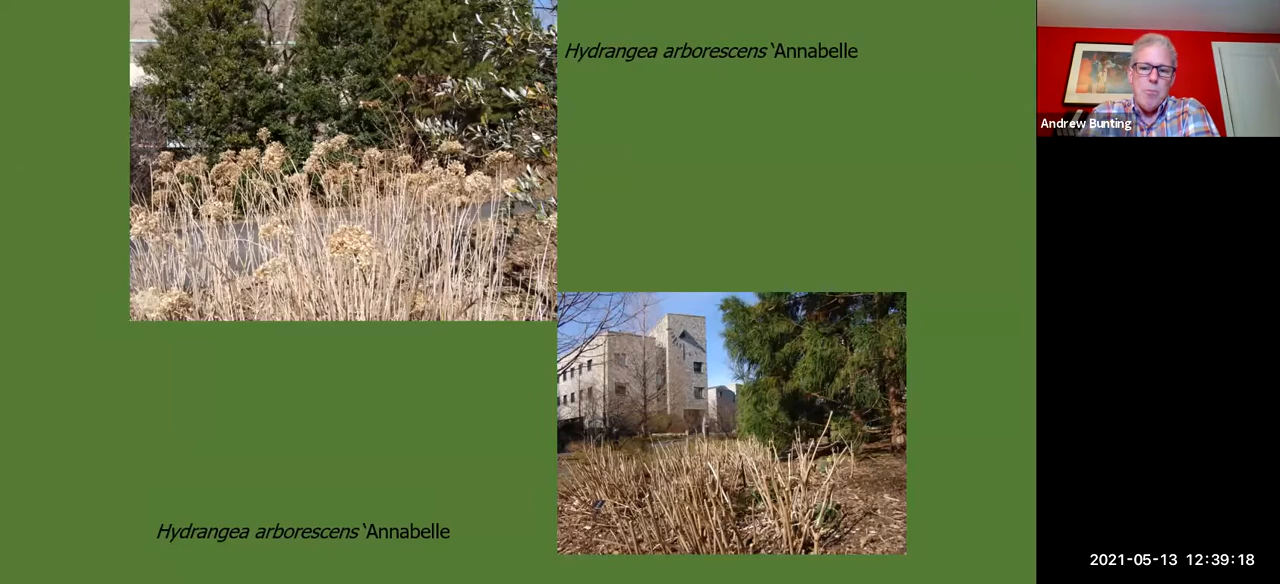 Hydrangea arborescens ‘Annabelle
Andrew Bunting
Hydrangea arborescens ‘Annabelle
2021-05-13 12:39:18